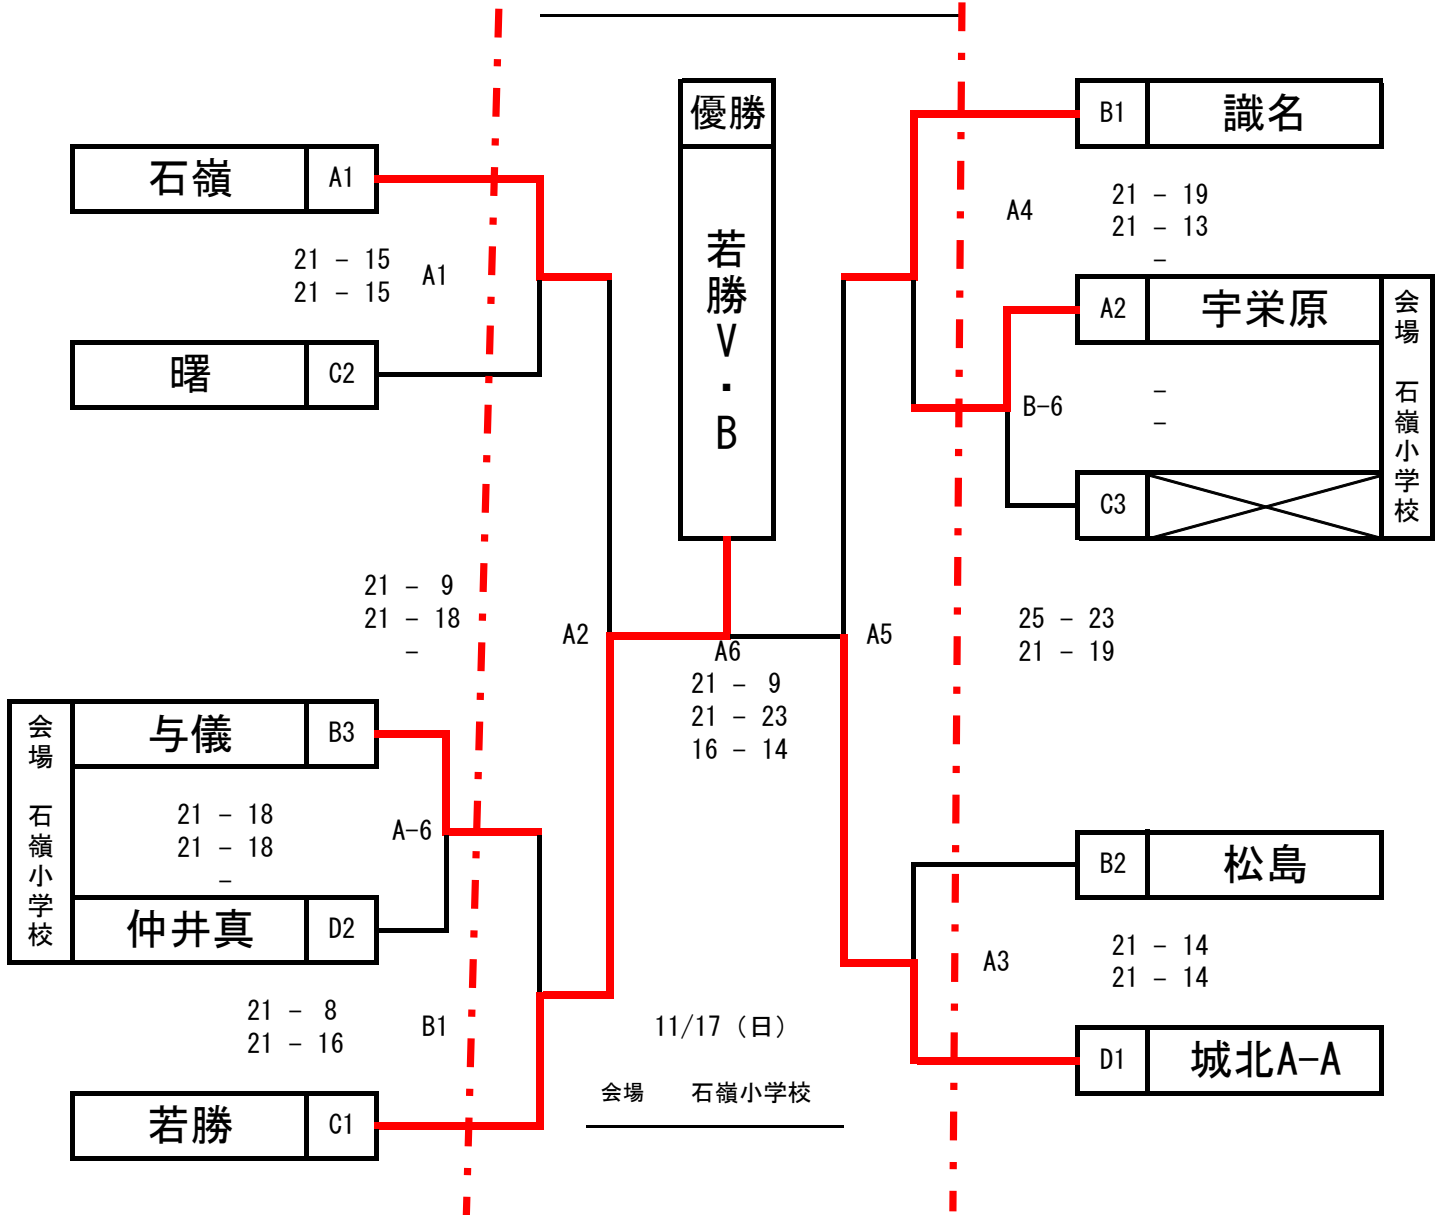 優勝
若勝V・B
石嶺 A1
21 - 15
21 - 15
A1
曙 C2
21 - 9
21 - 18
-
A2
会場 石嶺小学校
与儀 B3
21 - 18
21 - 18
-
A-6
仲井真 D2
21 - 8
21 - 16
B1
若勝 C1
A6
21 - 9
21 - 23
16 - 14
11/17（日）
会場 石嶺小学校
B1 識名
A4
21 - 19
21 - 13
-
A2 宇栄原
B-6
-
-
C3
会場 石嶺小学校
A5
25 - 23
21 - 19
B2 松島
A3
21 - 14
21 - 14
D1 城北A-A